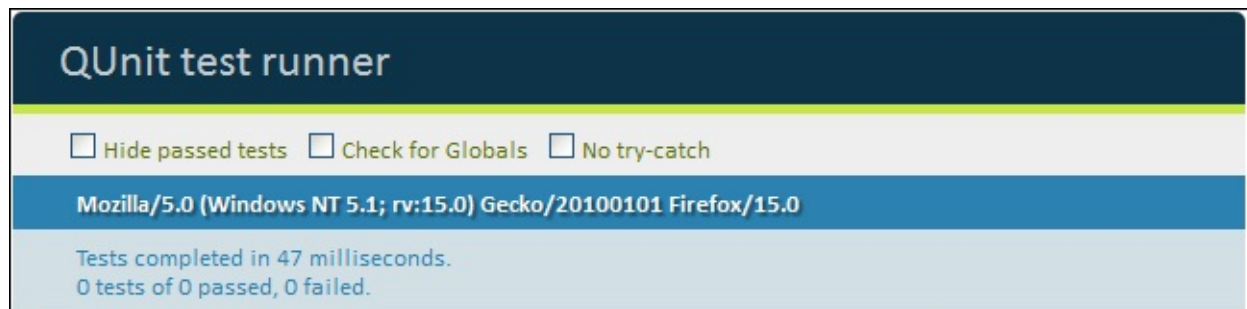 QUnit test runner
Hide passed tests Check for Globals No try-catch
Mozilla/5.0 (Windows NT 5.1; rv:15.0) Gecko/20100101 Firefox/15.0
Tests completed in 47 milliseconds.
0 tests of 0 passed, 0 failed.